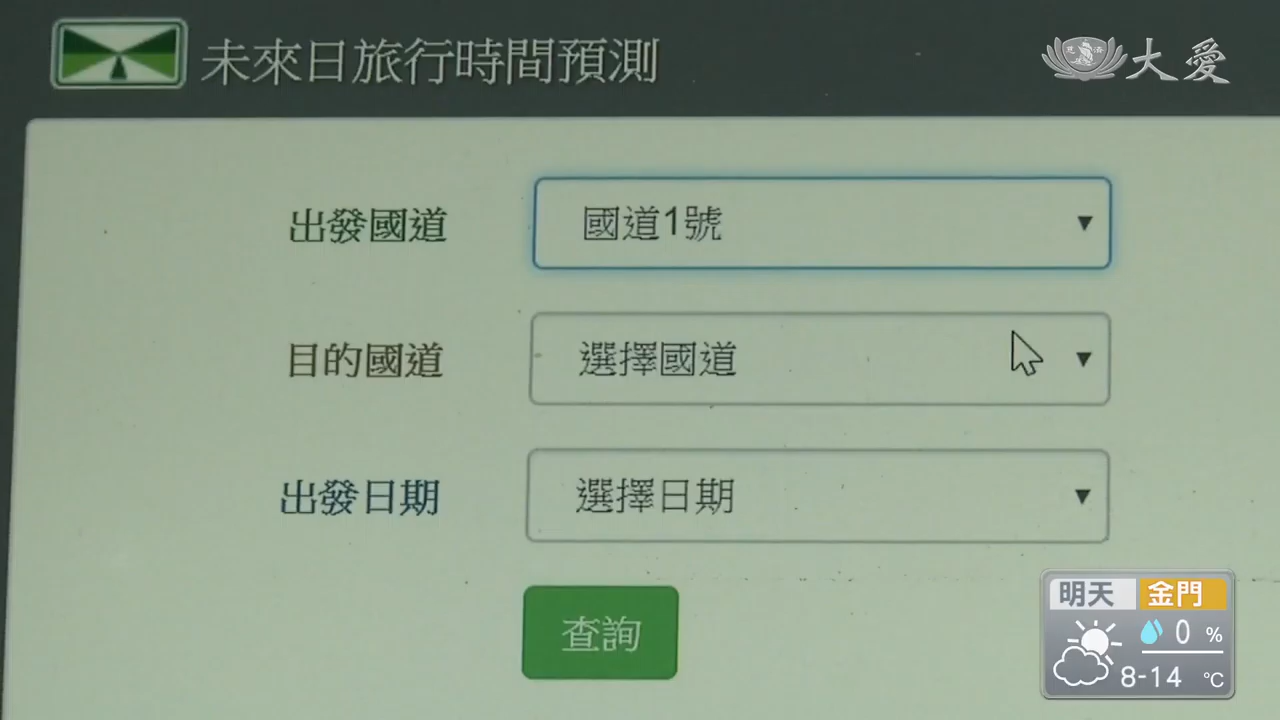 未來日旅行時間預測
慈濟
大愛
出發國道
國道1號
目的國道
選擇國道
出發日期
選擇日期
查詢
明天 金門
0 %
8-14 ℃